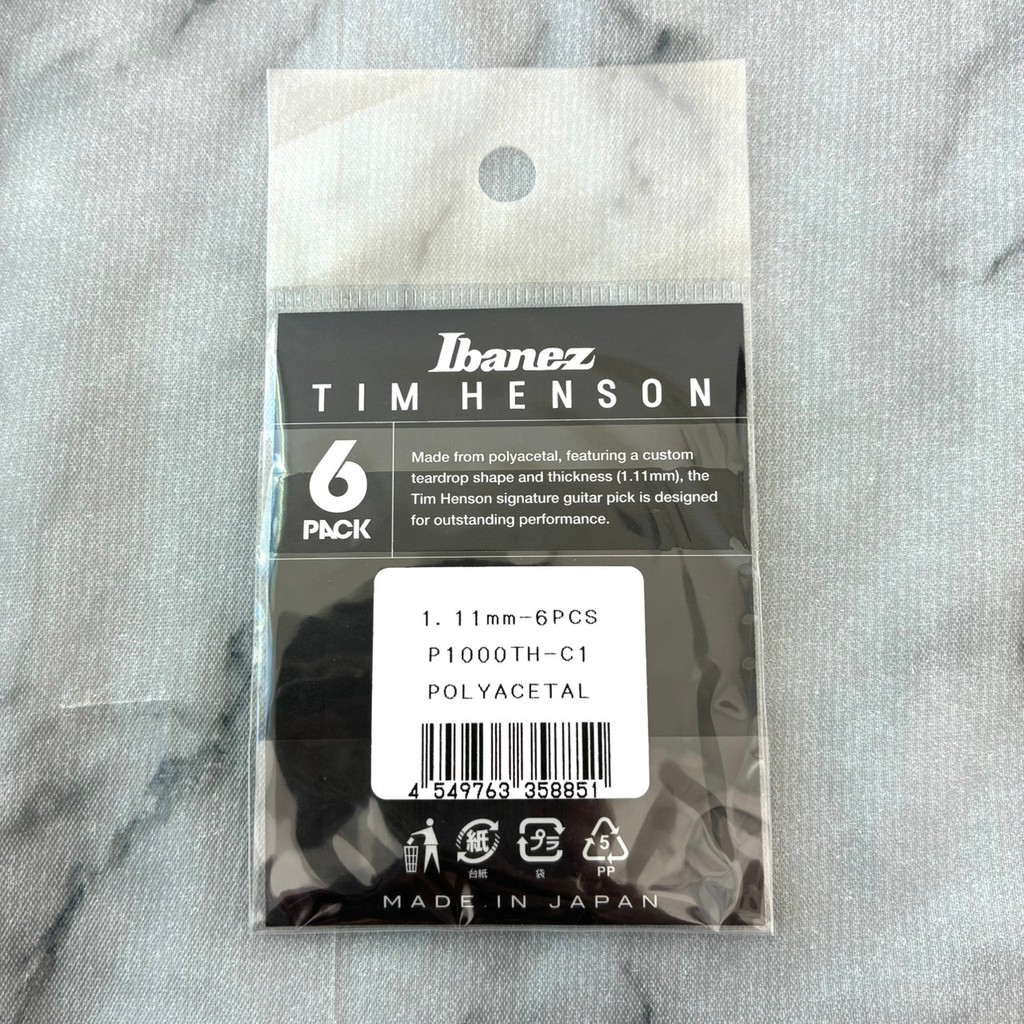 Ibanez
TIM HENSON
6
PACK
Made from polyacetal, featuring a custom
teardrop shape and thickness (1.11mm), the
Tim Henson signature guitar pick is designed
for outstanding performance.
1.11mm-6PCS
P1000TH-C1
POLYACETAL
4 549763 358851
紙 プラ 5
台紙 袋 PP
MADE IN JAPAN